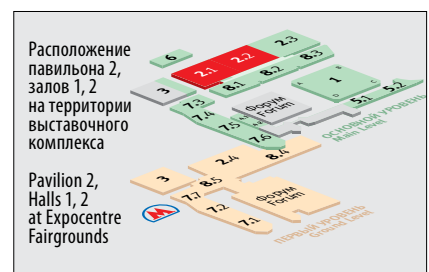 Расположение
павильона 2,
залов 1, 2
на территории
выставочного
комплекса
Pavilion 2,
Halls 1, 2
at Expocentre
Fairgrounds
6
2.1
2.2
2.3
3
8.1
8.2
8.3
1
B
A
C
D
7.3
7.4
7.5
7.6
Форум
Forum
5.1
5.2
ОСНОВНОЙ УРОВЕНЬ
Main Level
3
2.4
8.4
8.5
7.7
7.2
7.1
Форум
Forum
ПЕРВЫЙ УРОВЕНЬ
Ground Level
М